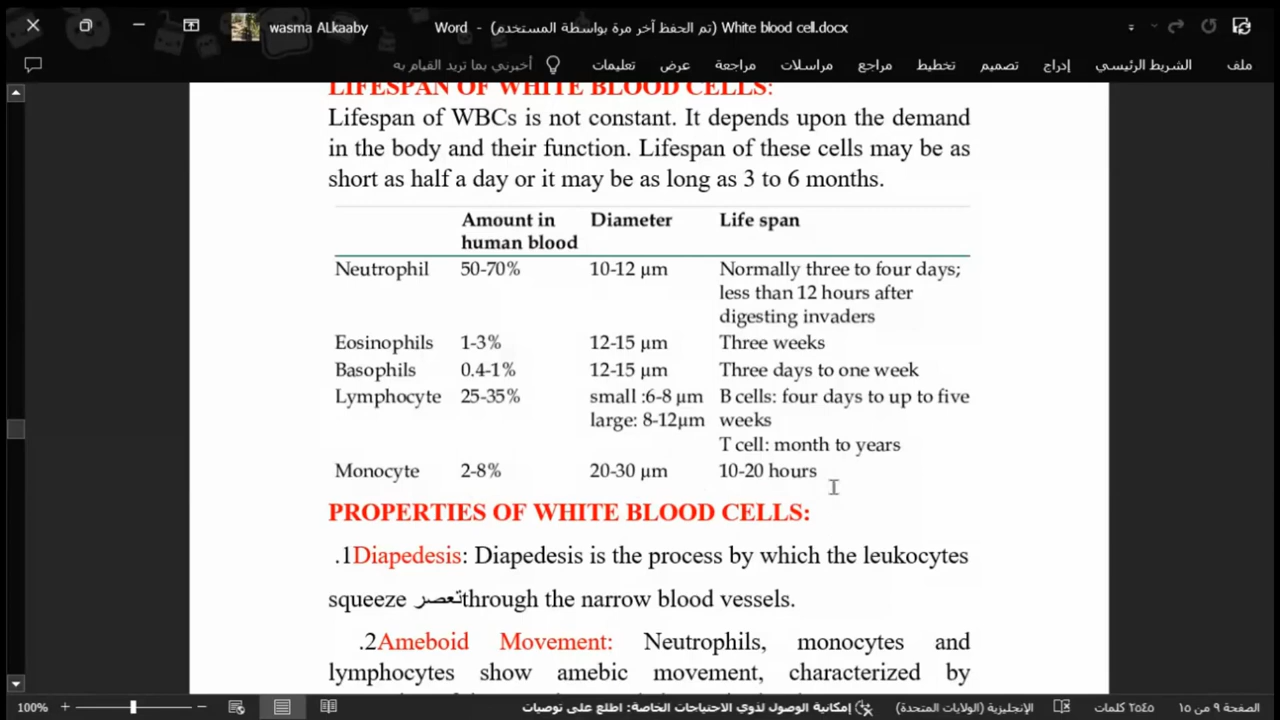 wasma ALkaaby
White blood cell.docx (تم الحفظ آخر مرة بواسطة المستخدم) - Word
ملف الشريط الرئيسي إدراج تصميم تخطيط مراجع مراسلات مراجعة عرض تعليمات أخبرني بما تريد القيام به
LIFESPAN OF WHITE BLOOD CELLS:
Lifespan of WBCs is not constant. It depends upon the demand
in the body and their function. Lifespan of these cells may be as
short as half a day or it may be as long as 3 to 6 months.
Amount in human blood Diameter Life span
Neutrophil 50-70% 10-12 µm Normally three to four days;
less than 12 hours after
digesting invaders
Eosinophils 1-3% 12-15 µm Three weeks
Basophils 0.4-1% 12-15 µm Three days to one week
Lymphocyte 25-35% small :6-8 µm B cells: four days to up to five
large: 8-12µm weeks
T cell: month to years
Monocyte 2-8% 20-30 µm 10-20 hours
PROPERTIES OF WHITE BLOOD CELLS:
.1Diapedesis: Diapedesis is the process by which the leukocytes
squeeze تعصر through the narrow blood vessels.
.2Ameboid Movement: Neutrophils, monocytes and
lymphocytes show amebic movement, characterized by
الصفحة ٩ من ١٥ ٢٥٤٥ كلمات الإنجليزية (الولايات المتحدة) إمكانية الوصول لذوي الاحتياجات الخاصة: اطلع على توصيات
100%